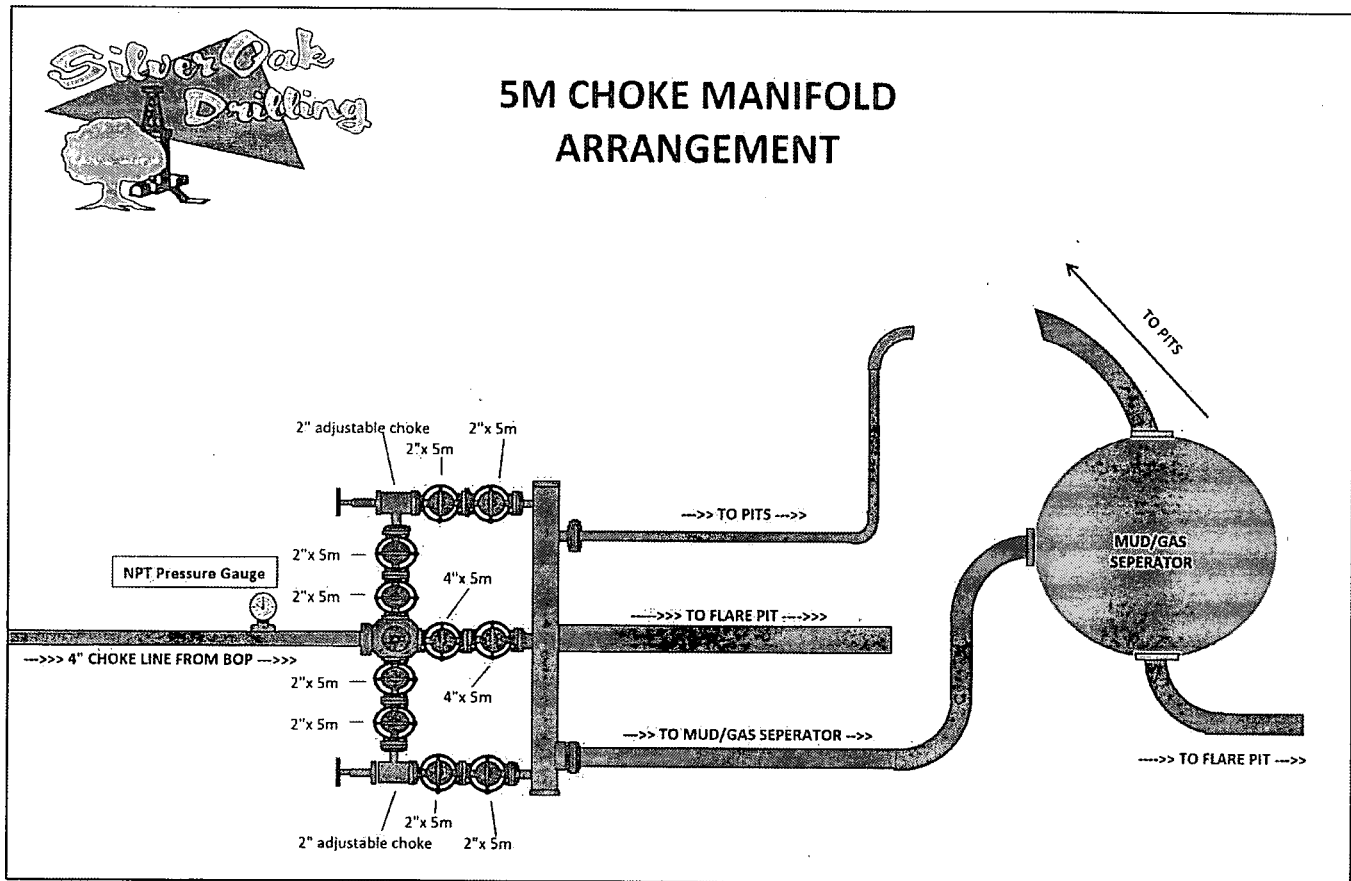 Silver Oak
Drilling
5M CHOKE MANIFOLD
ARRANGEMENT
TO PITS
2" adjustable choke
2"x 5m
2"x 5m
--->> TO PITS --->>
2"x 5m
MUD/GAS
SEPERATOR
NPT Pressure Gauge
2"x 5m
4"x 5m
--->>> TO FLARE PIT --->>>
--->>> 4" CHOKE LINE FROM BOP --->>>
2"x 5m
4"x 5m
2"x 5m
--->> TO MUD/GAS SEPERATOR -->>
---->> TO FLARE PIT --->>
2"x 5m
2" adjustable choke
2"x 5m